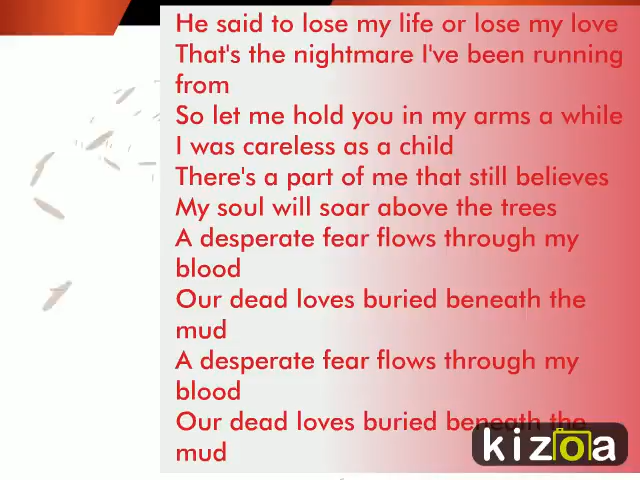 He said to lose my life or lose my love
That's the nightmare I've been running
from
So let me hold you in my arms a while
I was careless as a child
There's a part of me that still believes
My soul will soar above the trees
A desperate fear flows through my
blood
Our dead loves buried beneath the
mud
A desperate fear flows through my
blood
Our dead loves buried beneath the
mud
kizoa